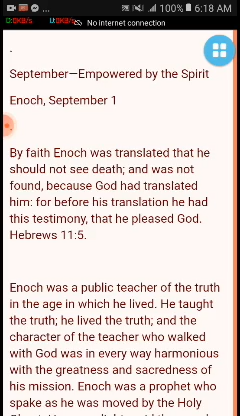 0:0KB/s U:0KB/s No internet connection
100% 6:18 AM
.
September—Empowered by the Spirit
Enoch, September 1
By faith Enoch was translated that he
should not see death; and was not
found, because God had translated
him: for before his translation he had
this testimony, that he pleased God.
Hebrews 11:5.
Enoch was a public teacher of the truth
in the age in which he lived. He taught
the truth; he lived the truth; and the
character of the teacher who walked
with God was in every way harmonious
with the greatness and sacredness of
his mission. Enoch was a prophet who
spake as he was moved by the Holy